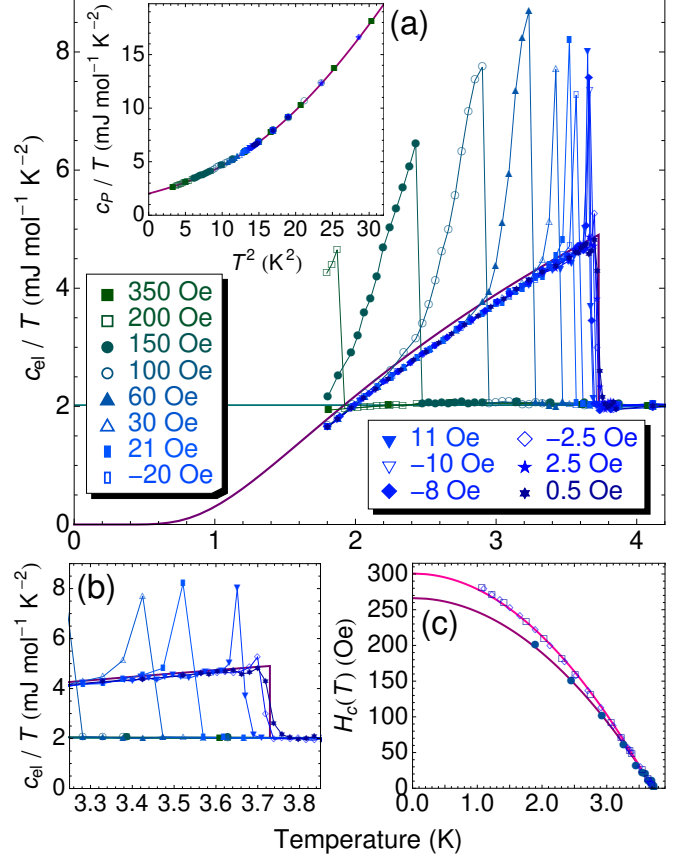 (a)
c_P / T (mJ mol⁻¹ K⁻²)
20
15
10
5
0
0 5 10 15 20 25 30
T² (K²)
c_el / T (mJ mol⁻¹ K⁻²)
8
6
4
2
0
0 1 2 3 4
350 Oe
200 Oe
150 Oe
100 Oe
60 Oe
30 Oe
21 Oe
−20 Oe
11 Oe −2.5 Oe
−10 Oe 2.5 Oe
−8 Oe 0.5 Oe
(b)
c_el / T (mJ mol⁻¹ K⁻²)
8
6
4
2
0
3.3 3.4 3.5 3.6 3.7 3.8
(c)
H_c(T) (Oe)
300
250
200
150
100
50
0
1.0 2.0 3.0
Temperature (K)